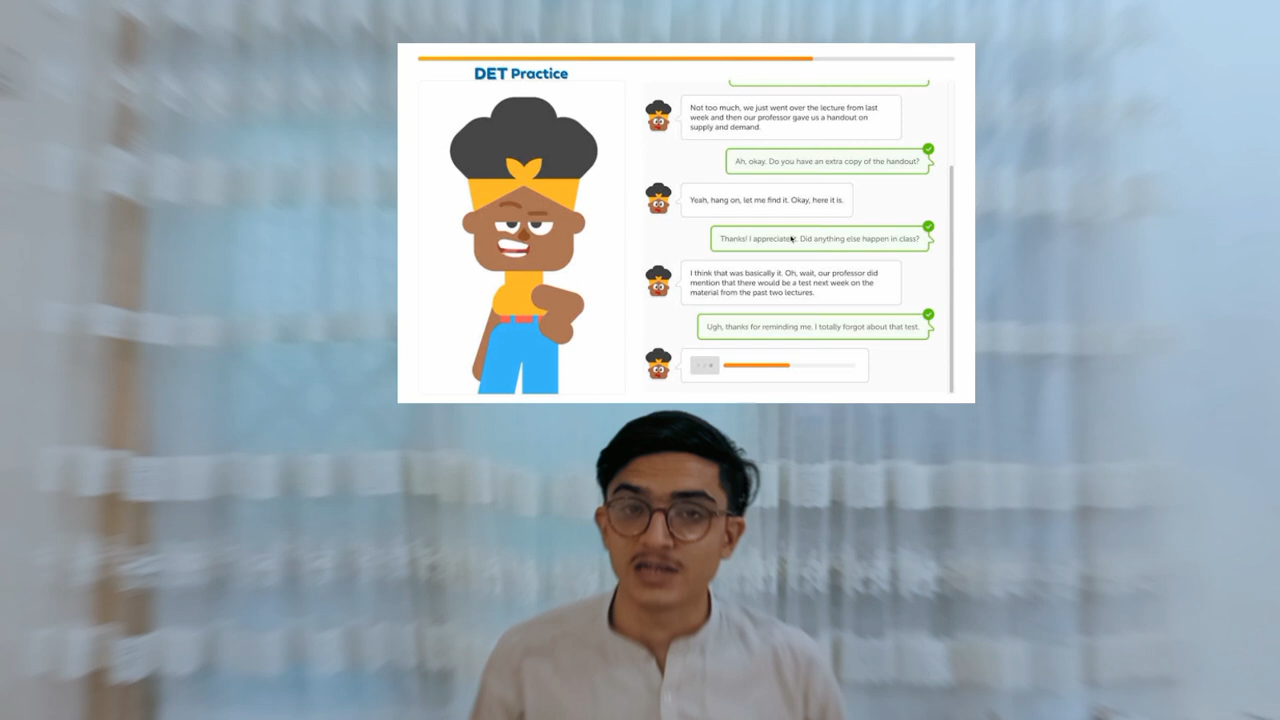 DET Practice
Not too much, we just went over the lecture from last
week and then our professor gave us a handout on
supply and demand.
Ah, okay. Do you have an extra copy of the handout?
Yeah, hang on, let me find it. Okay, here it is.
Thanks! I appreciate it. Did anything else happen in class?
I think that was basically it. Oh, wait, our professor did
mention that there would be a test next week on the
material from the past two lectures.
Ugh, thanks for reminding me. I totally forgot about that test.